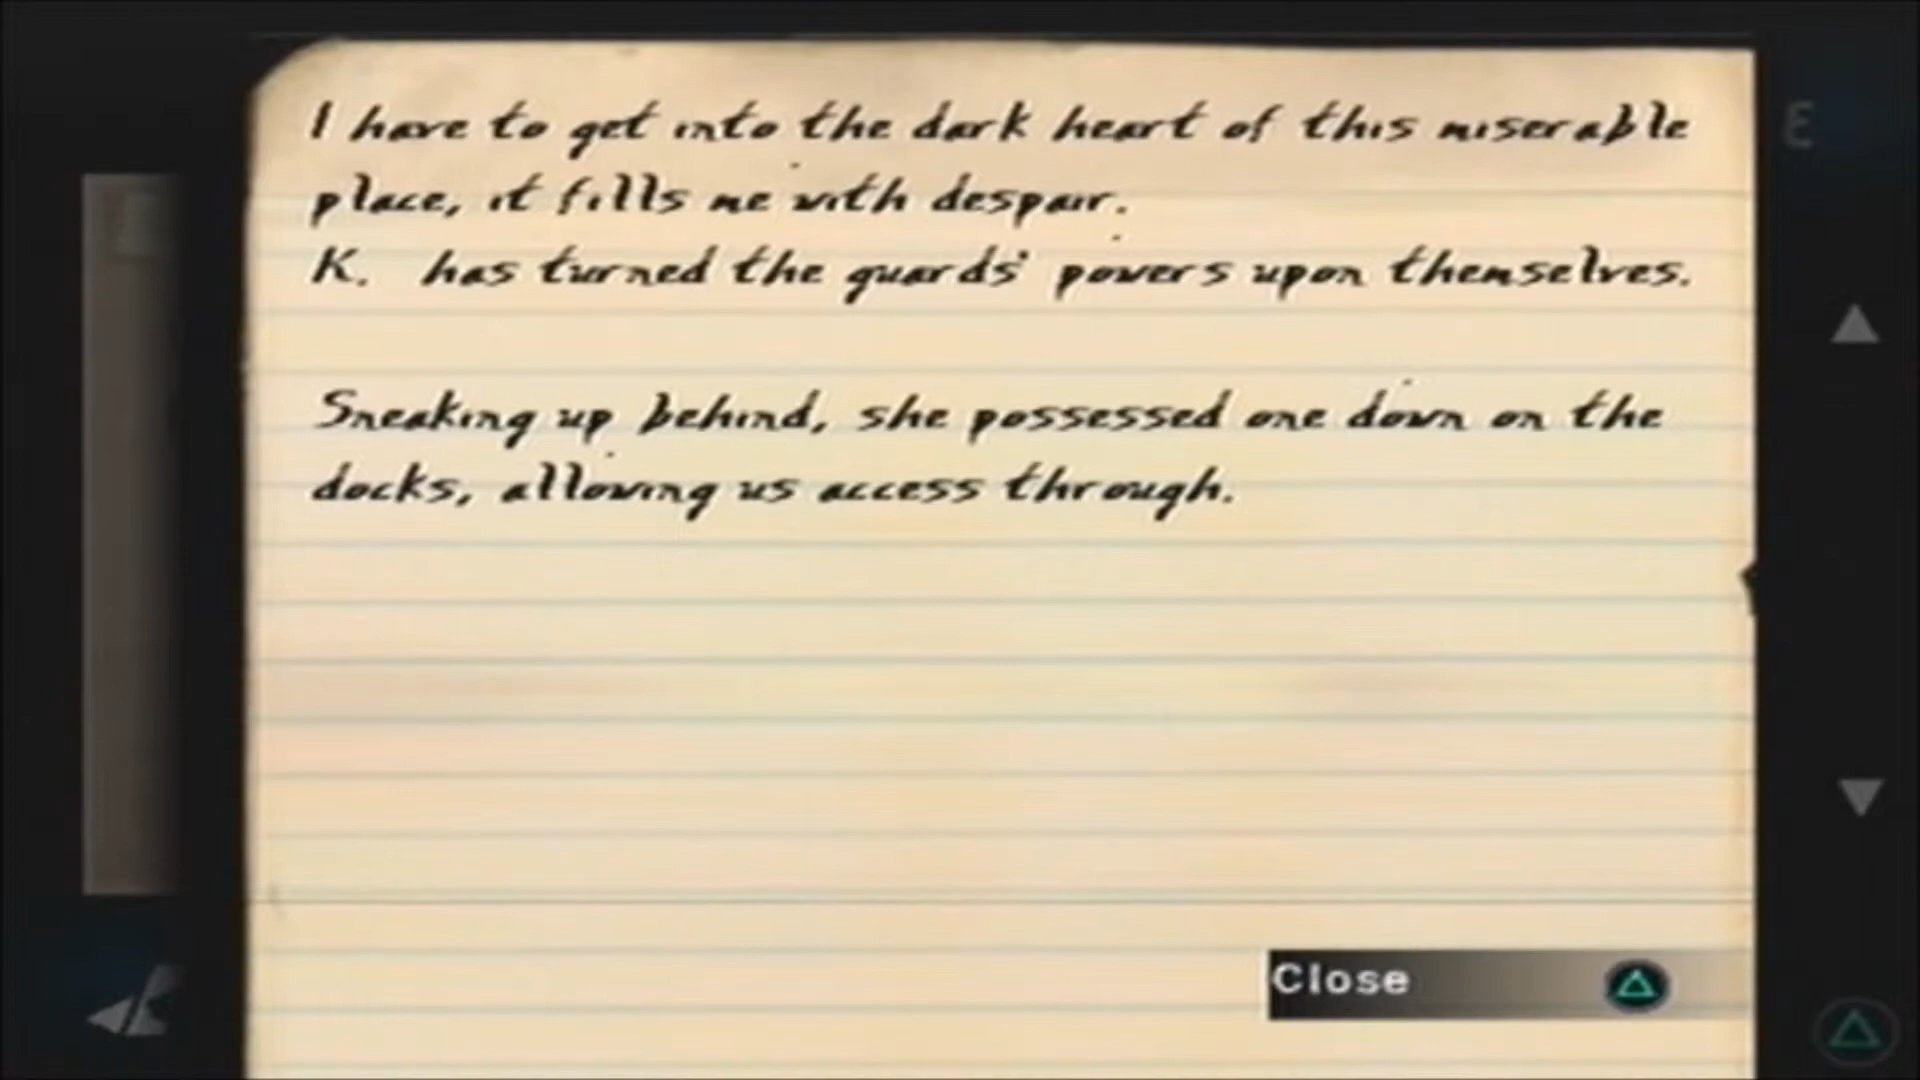 I have to get into the dark heart of this miserable
place, it fills me with despair.
K. has turned the guards' powers upon themselves.
Sneaking up behind, she possessed one down on the
docks, allowing us access through.
Close